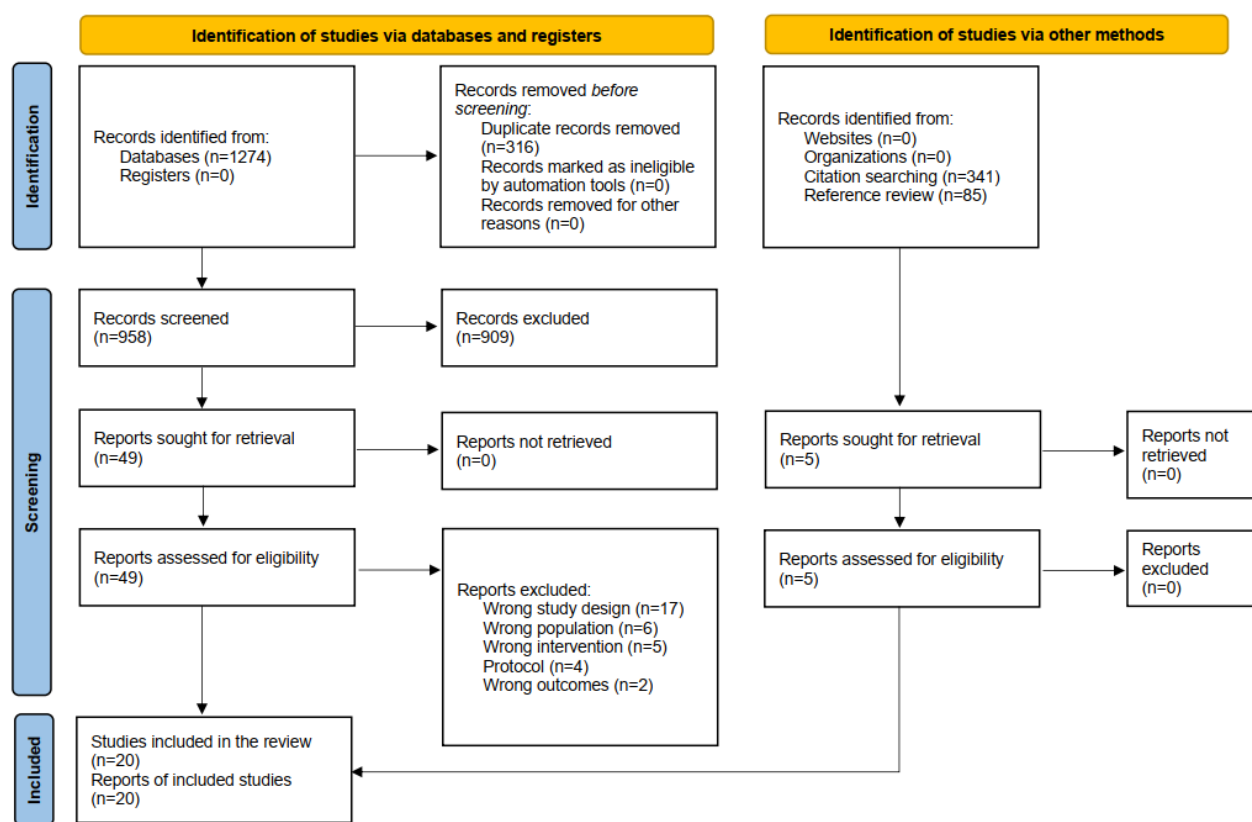 Identification of studies via databases and registers
Identification of studies via other methods
Identification
Records identified from:
Databases (n=1274)
Registers (n=0)
Records removed before
screening:
Duplicate records removed
(n=316)
Records marked as ineligible
by automation tools (n=0)
Records removed for other
reasons (n=0)
Records identified from:
Websites (n=0)
Organizations (n=0)
Citation searching (n=341)
Reference review (n=85)
Screening
Records screened
(n=958)
Records excluded
(n=909)
Reports sought for retrieval
(n=49)
Reports not retrieved
(n=0)
Reports sought for retrieval
(n=5)
Reports not
retrieved
(n=0)
Reports assessed for eligibility
(n=49)
Reports excluded:
Wrong study design (n=17)
Wrong population (n=6)
Wrong intervention (n=5)
Protocol (n=4)
Wrong outcomes (n=2)
Reports assessed for eligibility
(n=5)
Reports
excluded
(n=0)
Included
Studies included in the review
(n=20)
Reports of included studies
(n=20)